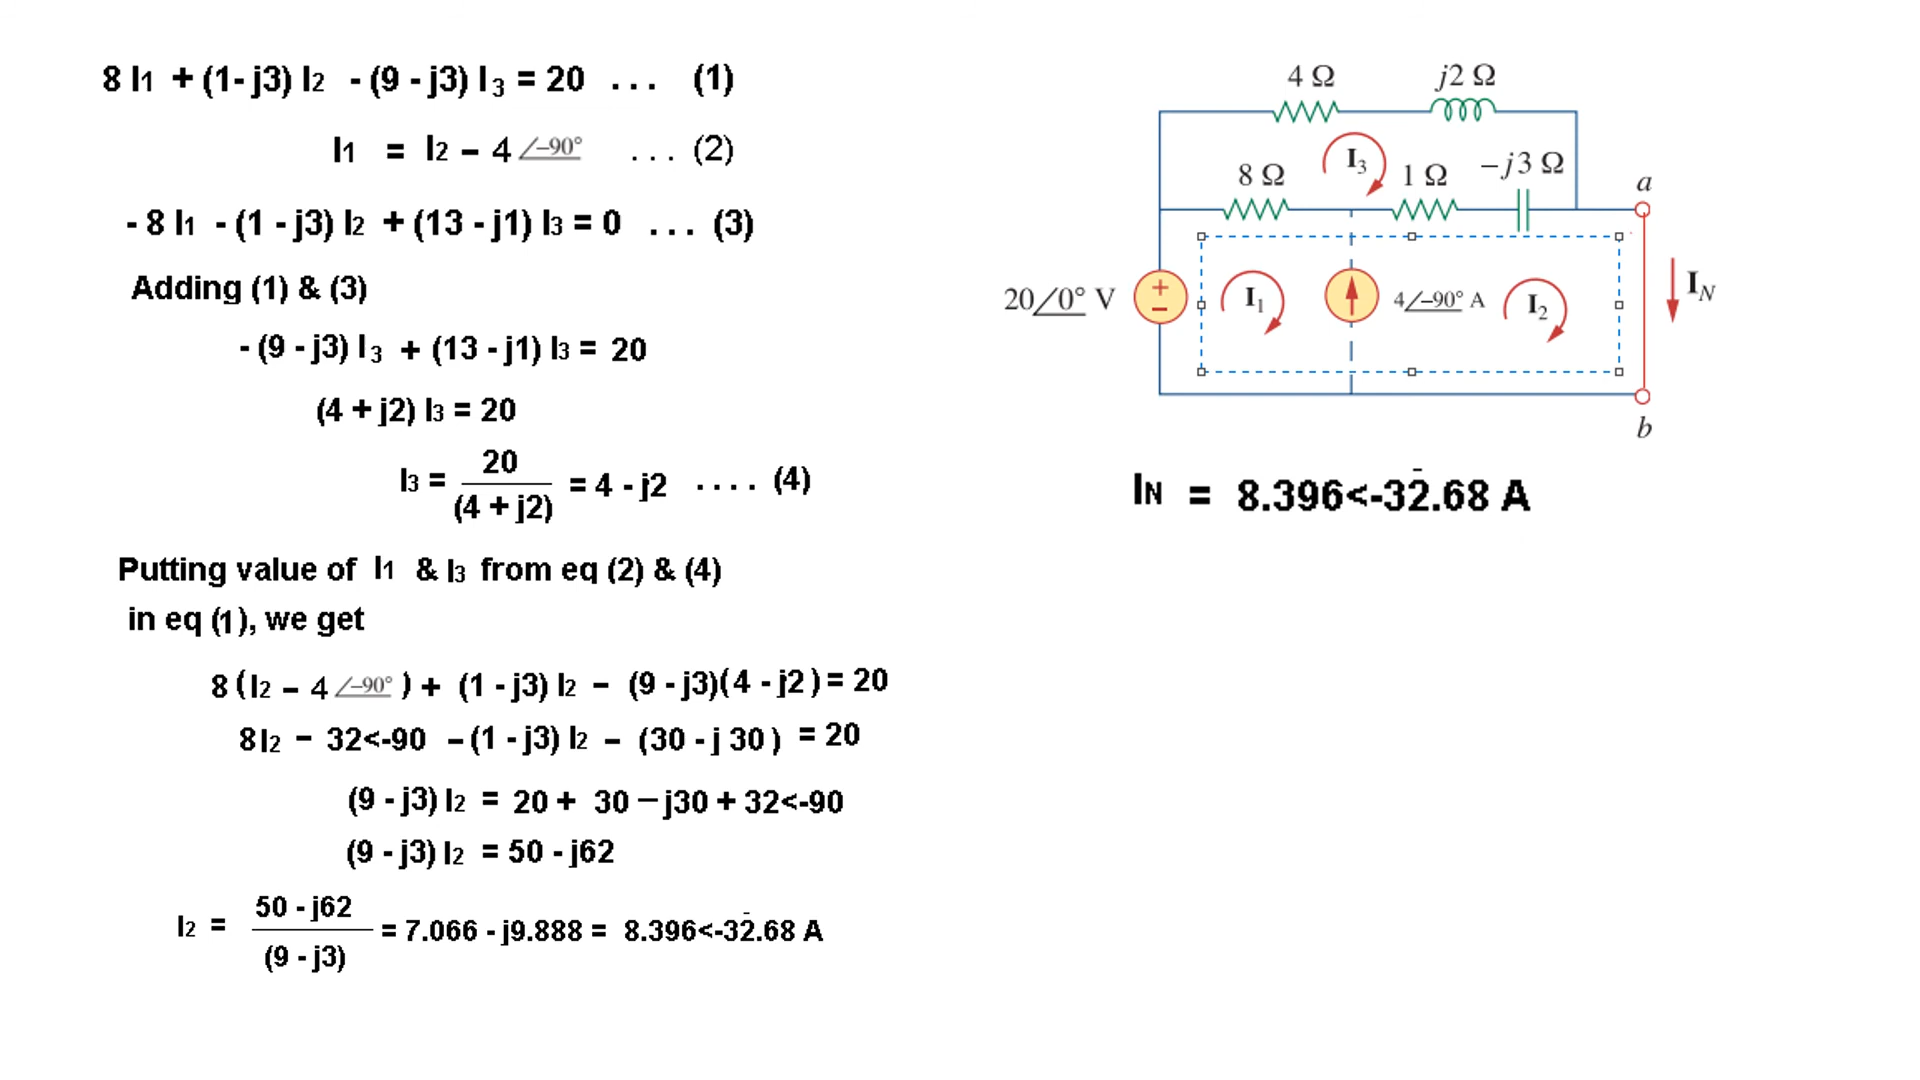 8 I1 + (1- j3) I2 - (9 - j3) I3 = 20 ... (1)
I1 = I2 – 4∠–90° ... (2)
- 8 I1 - (1 - j3) I2 + (13 - j1) I3 = 0 ... (3)
Adding (1) & (3)
- (9 - j3) I3 + (13 - j1) I3 = 20
(4 + j2) I3 = 20
I3 = 20 / (4 + j2) = 4 - j2 .... (4)
Putting value of I1 & I3 from eq (2) & (4)
in eq (1), we get
8 (I2 – 4∠–90°) + (1 - j3) I2 – (9 - j3)(4 - j2) = 20
8I2 – 32<-90 – (1 - j3) I2 – (30 - j 30) = 20
(9 - j3) I2 = 20 + 30 – j30 + 32<-90
(9 - j3) I2 = 50 - j62
I2 = 50 - j62 / (9 - j3) = 7.066 - j9.888 = 8.396<-32.68 A
4 Ω j2 Ω
I3
8 Ω 1 Ω –j3 Ω
a
20∠0° V + – I1 4∠–90° A I2 IN
b
IN = 8.396<-32.68 A